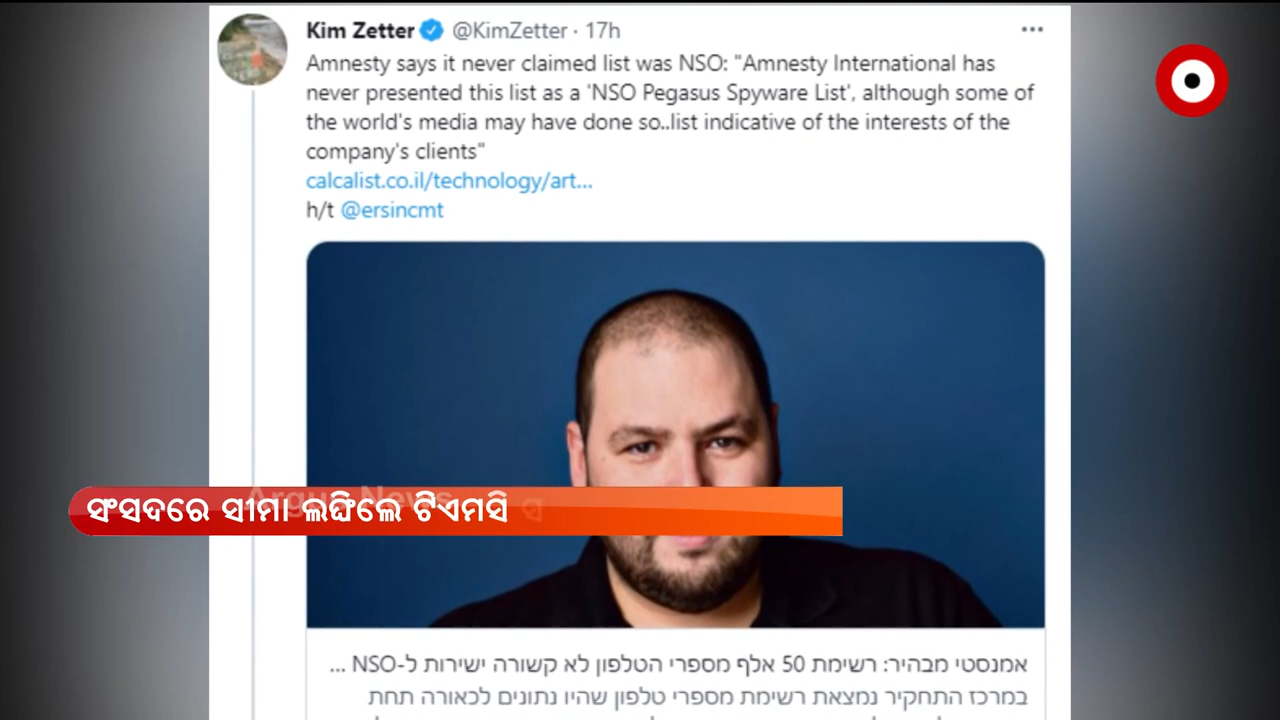 Kim Zetter @KimZetter · 17h
Amnesty says it never claimed list was NSO: "Amnesty International has
never presented this list as a 'NSO Pegasus Spyware List', although some of
the world's media may have done so..list indicative of the interests of the
company's clients"
calcalist.co.il/technology/art...
h/t @ersincmt
Argus News
ସଂସଦରେ ସୀମା ଲଙ୍ଘିଲେ ଟିଏମସି
אמנסטי מבהיר: רשימת 50 אלף מספרי הטלפון לא קשורה ישירות ל-NSO ...
במרכז התחקיר נמצאת רשימת מספרי טלפון שהיו נתונים לכאורה תחת